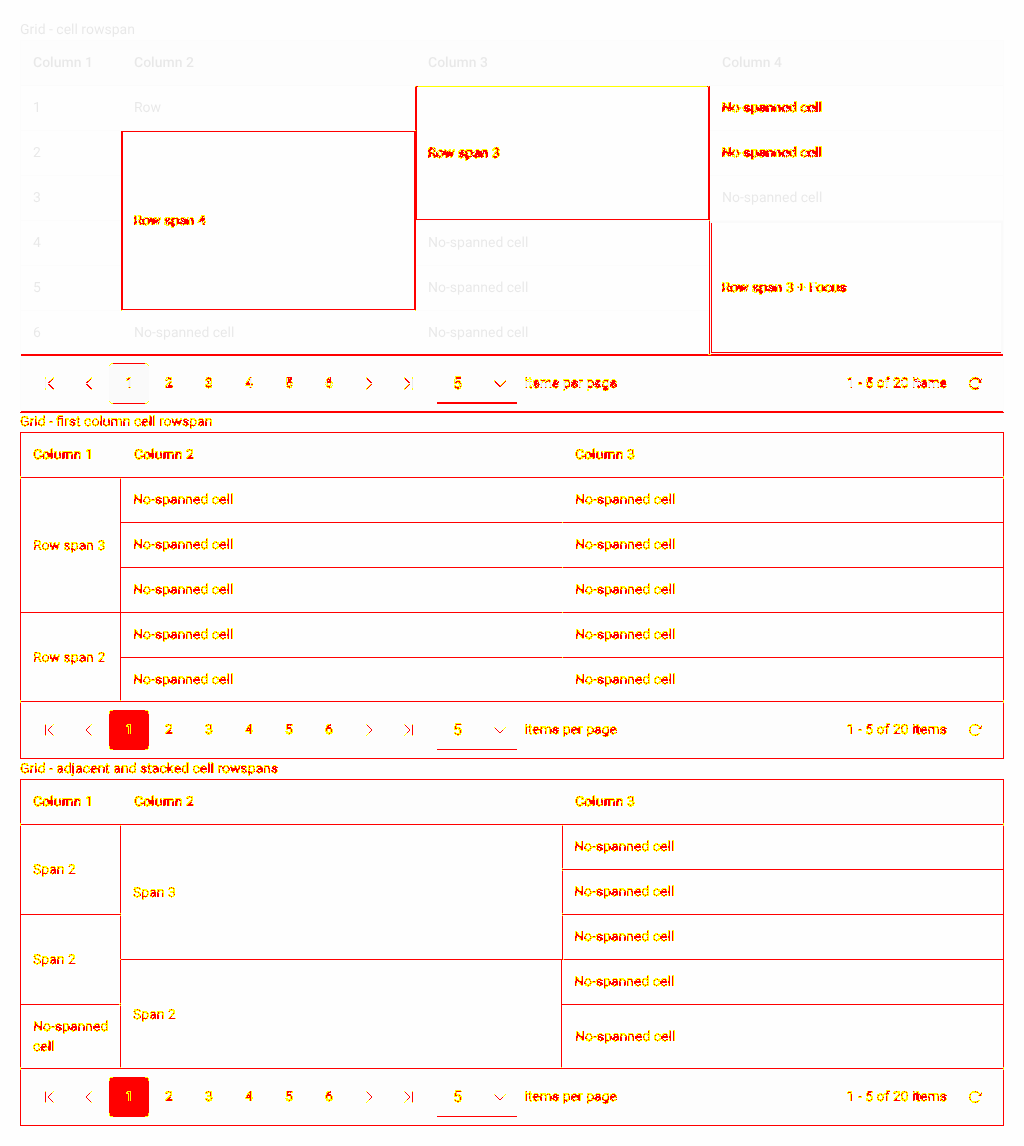 Grid - cell rowspan
Column 1 Column 2 Column 3 Column 4
1 Row No-spanned cell
2 Row span 3 No-spanned cell
3 No-spanned cell
Row span 4
4 No-spanned cell
5 No-spanned cell Row span 3 + Focus
6 No-spanned cell No-spanned cell
1 2 3 4 5 items per page 1 - 5 of 20 items
Grid - first column cell rowspan
Column 1 Column 2 Column 3
No-spanned cell No-spanned cell
Row span 3 No-spanned cell No-spanned cell
No-spanned cell No-spanned cell
No-spanned cell No-spanned cell
Row span 2
No-spanned cell No-spanned cell
1 2 3 4 5 6 5 items per page 1 - 5 of 20 items
Grid - adjacent and stacked cell rowspans
Column 1 Column 2 Column 3
No-spanned cell
Span 2
Span 3 No-spanned cell
No-spanned cell
Span 2
No-spanned cell
Span 2
No-spanned
cell
No-spanned cell
1 2 3 4 5 6 5 items per page 1 - 5 of 20 items